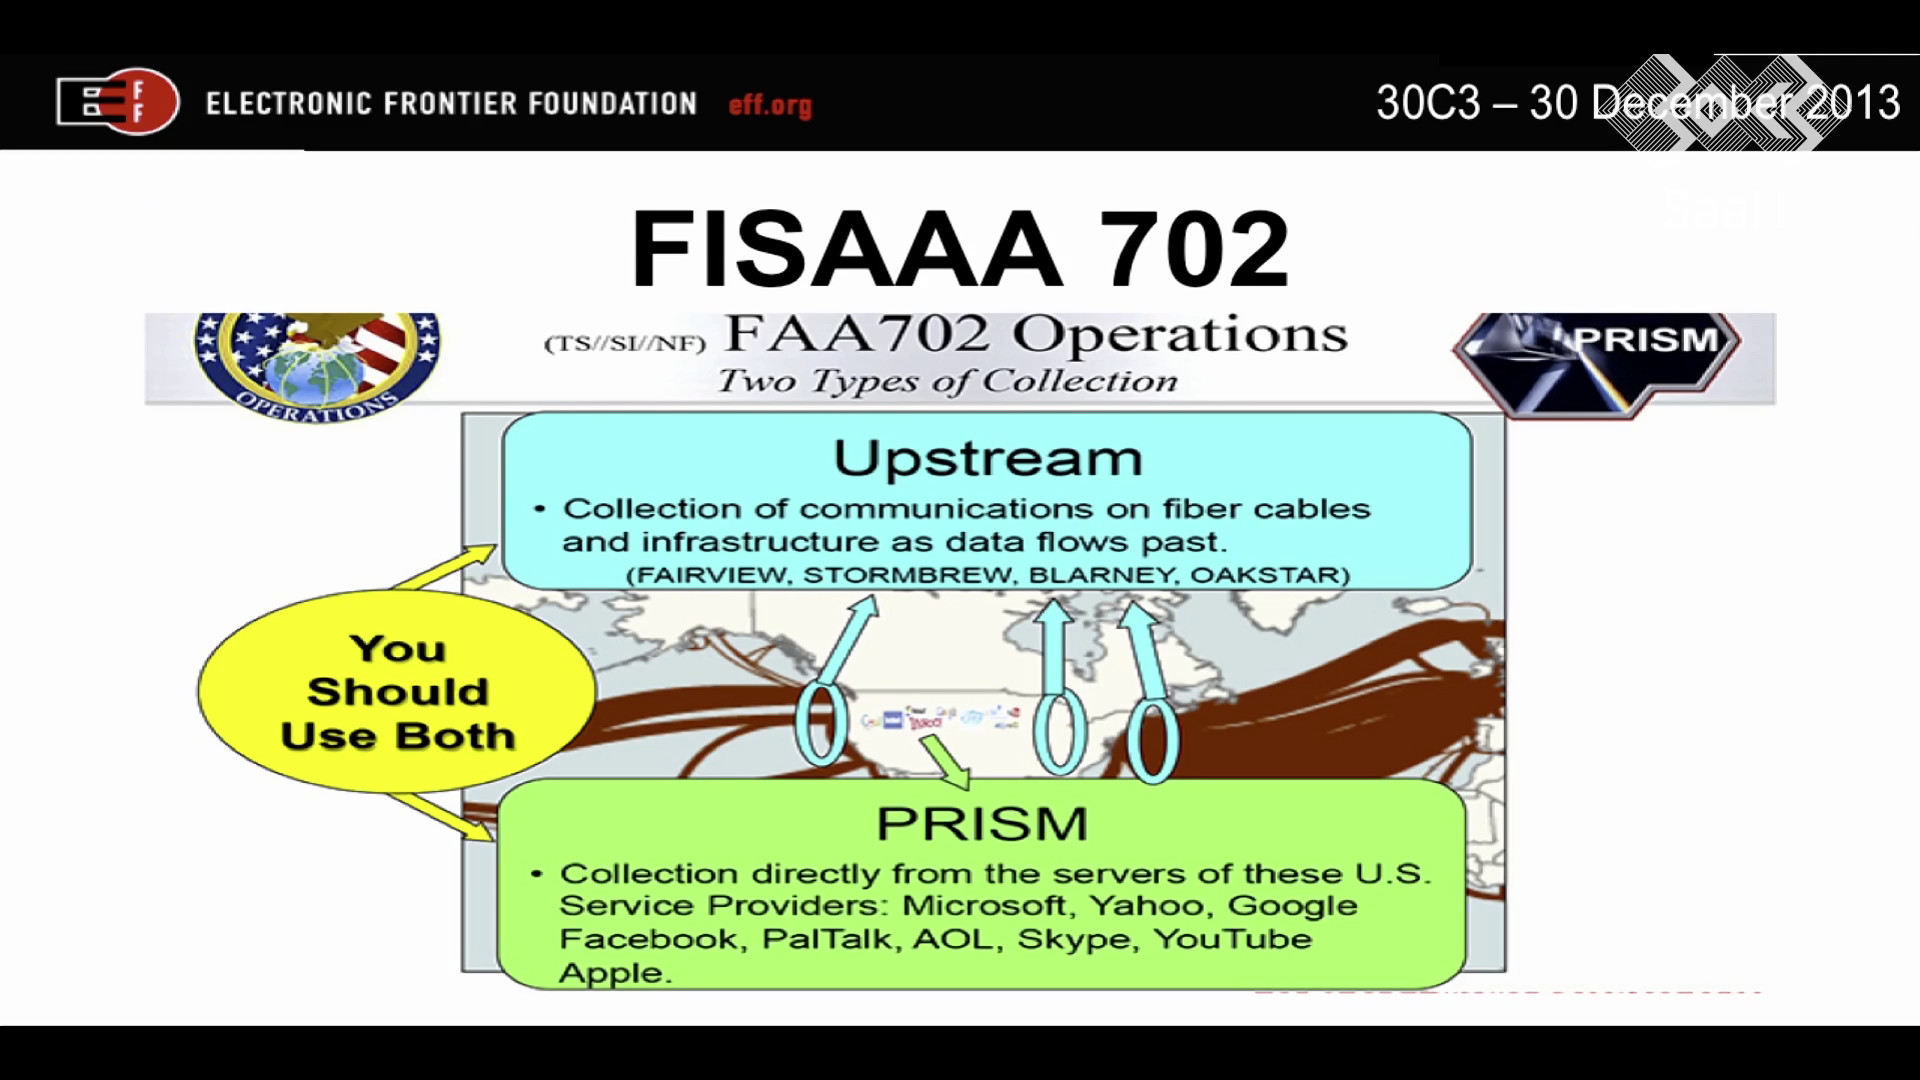 EFF
ELECTRONIC FRONTIER FOUNDATION eff.org
30C3 – 30 December 2013
Saal 1
FISAAA 702
OPERATIONS
(TS//SI//NF) FAA702 Operations
Two Types of Collection
PRISM
Upstream
• Collection of communications on fiber cables
and infrastructure as data flows past.
(FAIRVIEW, STORMBREW, BLARNEY, OAKSTAR)
You
Should
Use Both
PRISM
• Collection directly from the servers of these U.S.
Service Providers: Microsoft, Yahoo, Google
Facebook, PalTalk, AOL, Skype, YouTube
Apple.